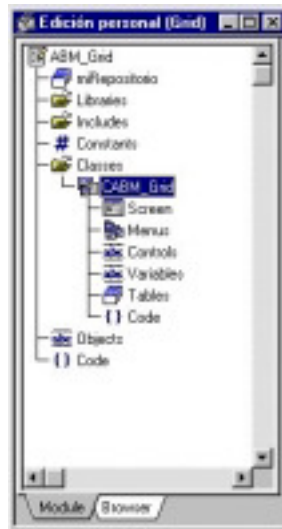 Edición personal (Grid)
ABM_Grid
miRepositorio
Libraries
Includes
# Constants
Classes
CABM_Grid
Screen
Menus
Controls
Variables
Tables
{ } Code
Objects
{ } Code
Module Browser